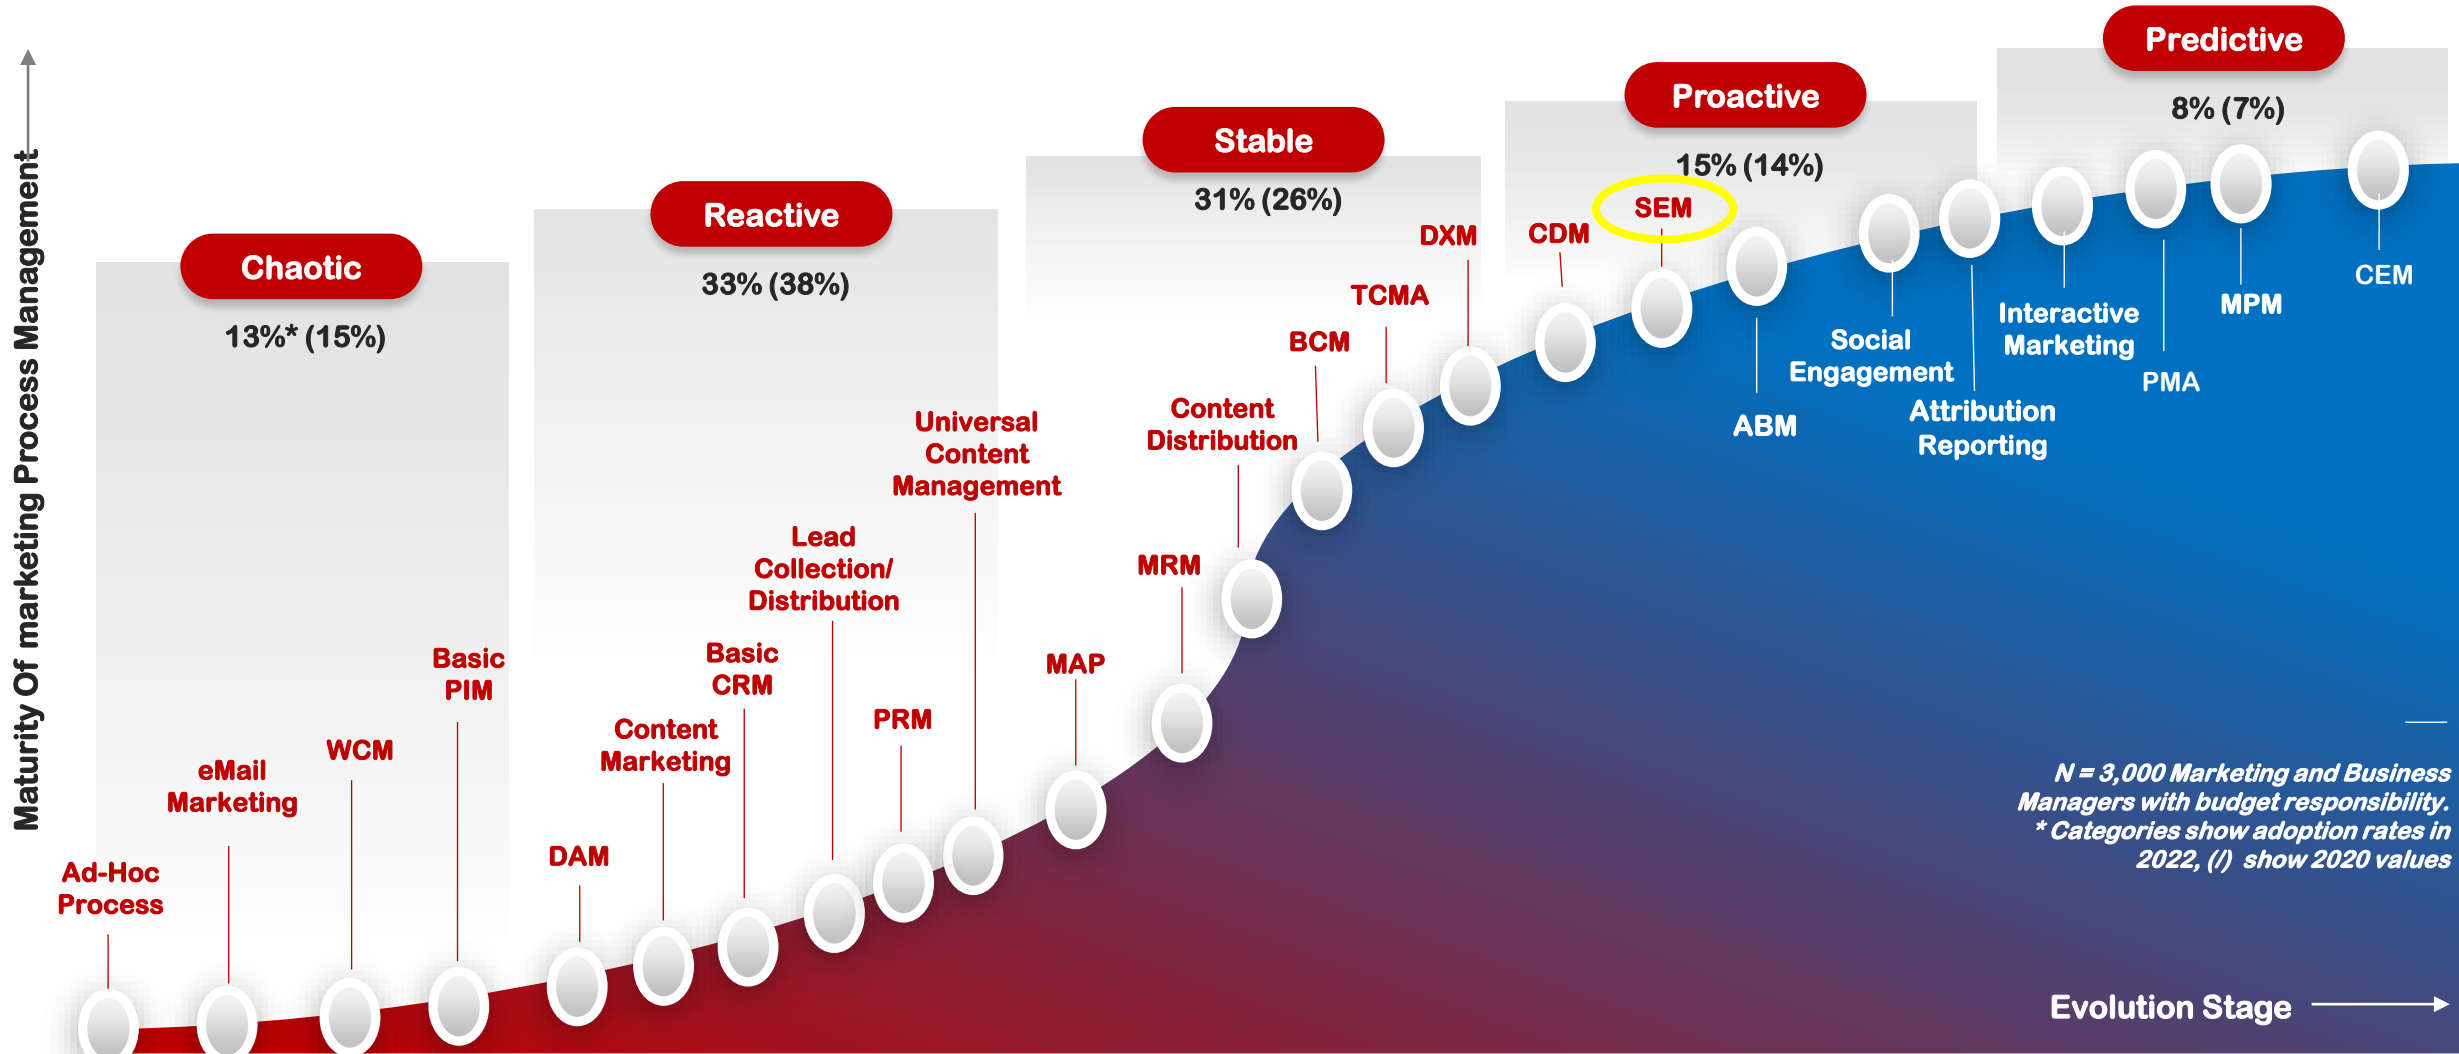 Maturity Of marketing Process Management
Chaotic
13%* (15%)
Reactive
33% (38%)
Stable
31% (26%)
Proactive
15% (14%)
Predictive
8% (7%)
Ad-Hoc
Process
eMail
Marketing
WCM
Basic
PIM
DAM
Content
Marketing
Basic
CRM
Lead
Collection/
Distribution
PRM
Universal
Content
Management
MAP
MRM
Content
Distribution
BCM
TCMA
DXM
CDM
SEM
ABM
Social
Engagement
Attribution
Reporting
Interactive
Marketing
PMA
MPM
CEM
N = 3,000 Marketing and Business
Managers with budget responsibility.
* Categories show adoption rates in
2022, (/)  show 2020 values
Evolution Stage